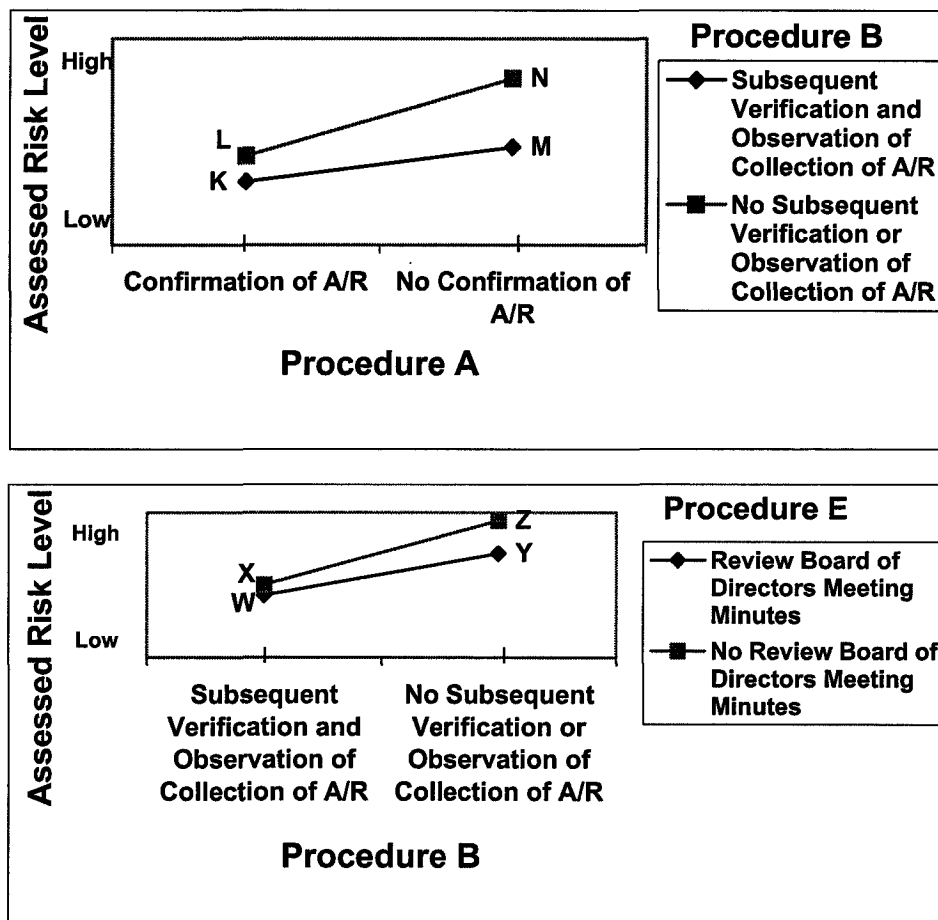 Assessed Risk Level
High
Low
L
K
N
M
Confirmation of A/R
No Confirmation of
A/R
Procedure A
Procedure B
Subsequent
Verification and
Observation of
Collection of A/R
No Subsequent
Verification or
Observation of
Collection of A/R
Assessed Risk Level
High
Low
X
W
Z
Y
Subsequent
Verification and
Observation of
Collection of A/R
No Subsequent
Verification or
Observation of
Collection of A/R
Procedure B
Procedure E
Review Board of
Directors Meeting
Minutes
No Review Board of
Directors Meeting
Minutes